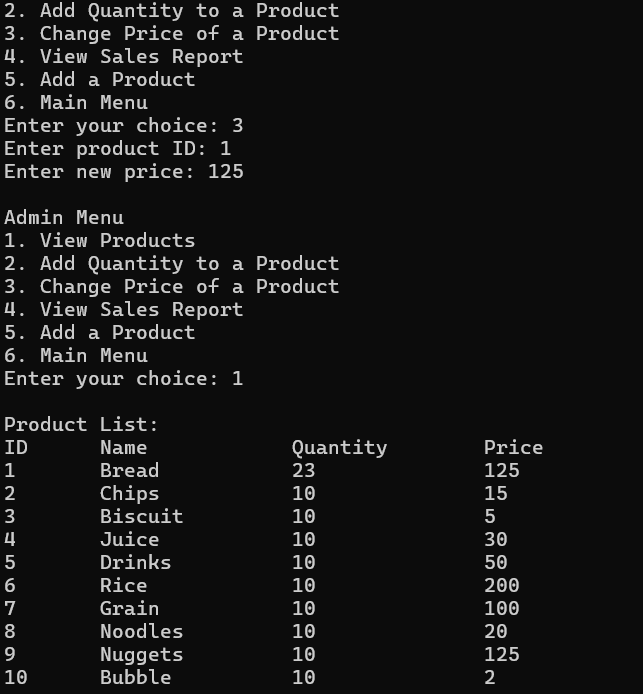 2. Add Quantity to a Product
3. Change Price of a Product
4. View Sales Report
5. Add a Product
6. Main Menu
Enter your choice: 3
Enter product ID: 1
Enter new price: 125

Admin Menu
1. View Products
2. Add Quantity to a Product
3. Change Price of a Product
4. View Sales Report
5. Add a Product
6. Main Menu
Enter your choice: 1

Product List:
ID      Name            Quantity        Price
1       Bread           23              125
2       Chips           10              15
3       Biscuit         10              5
4       Juice           10              30
5       Drinks          10              50
6       Rice            10              200
7       Grain           10              100
8       Noodles         10              20
9       Nuggets         10              125
10      Bubble          10              2